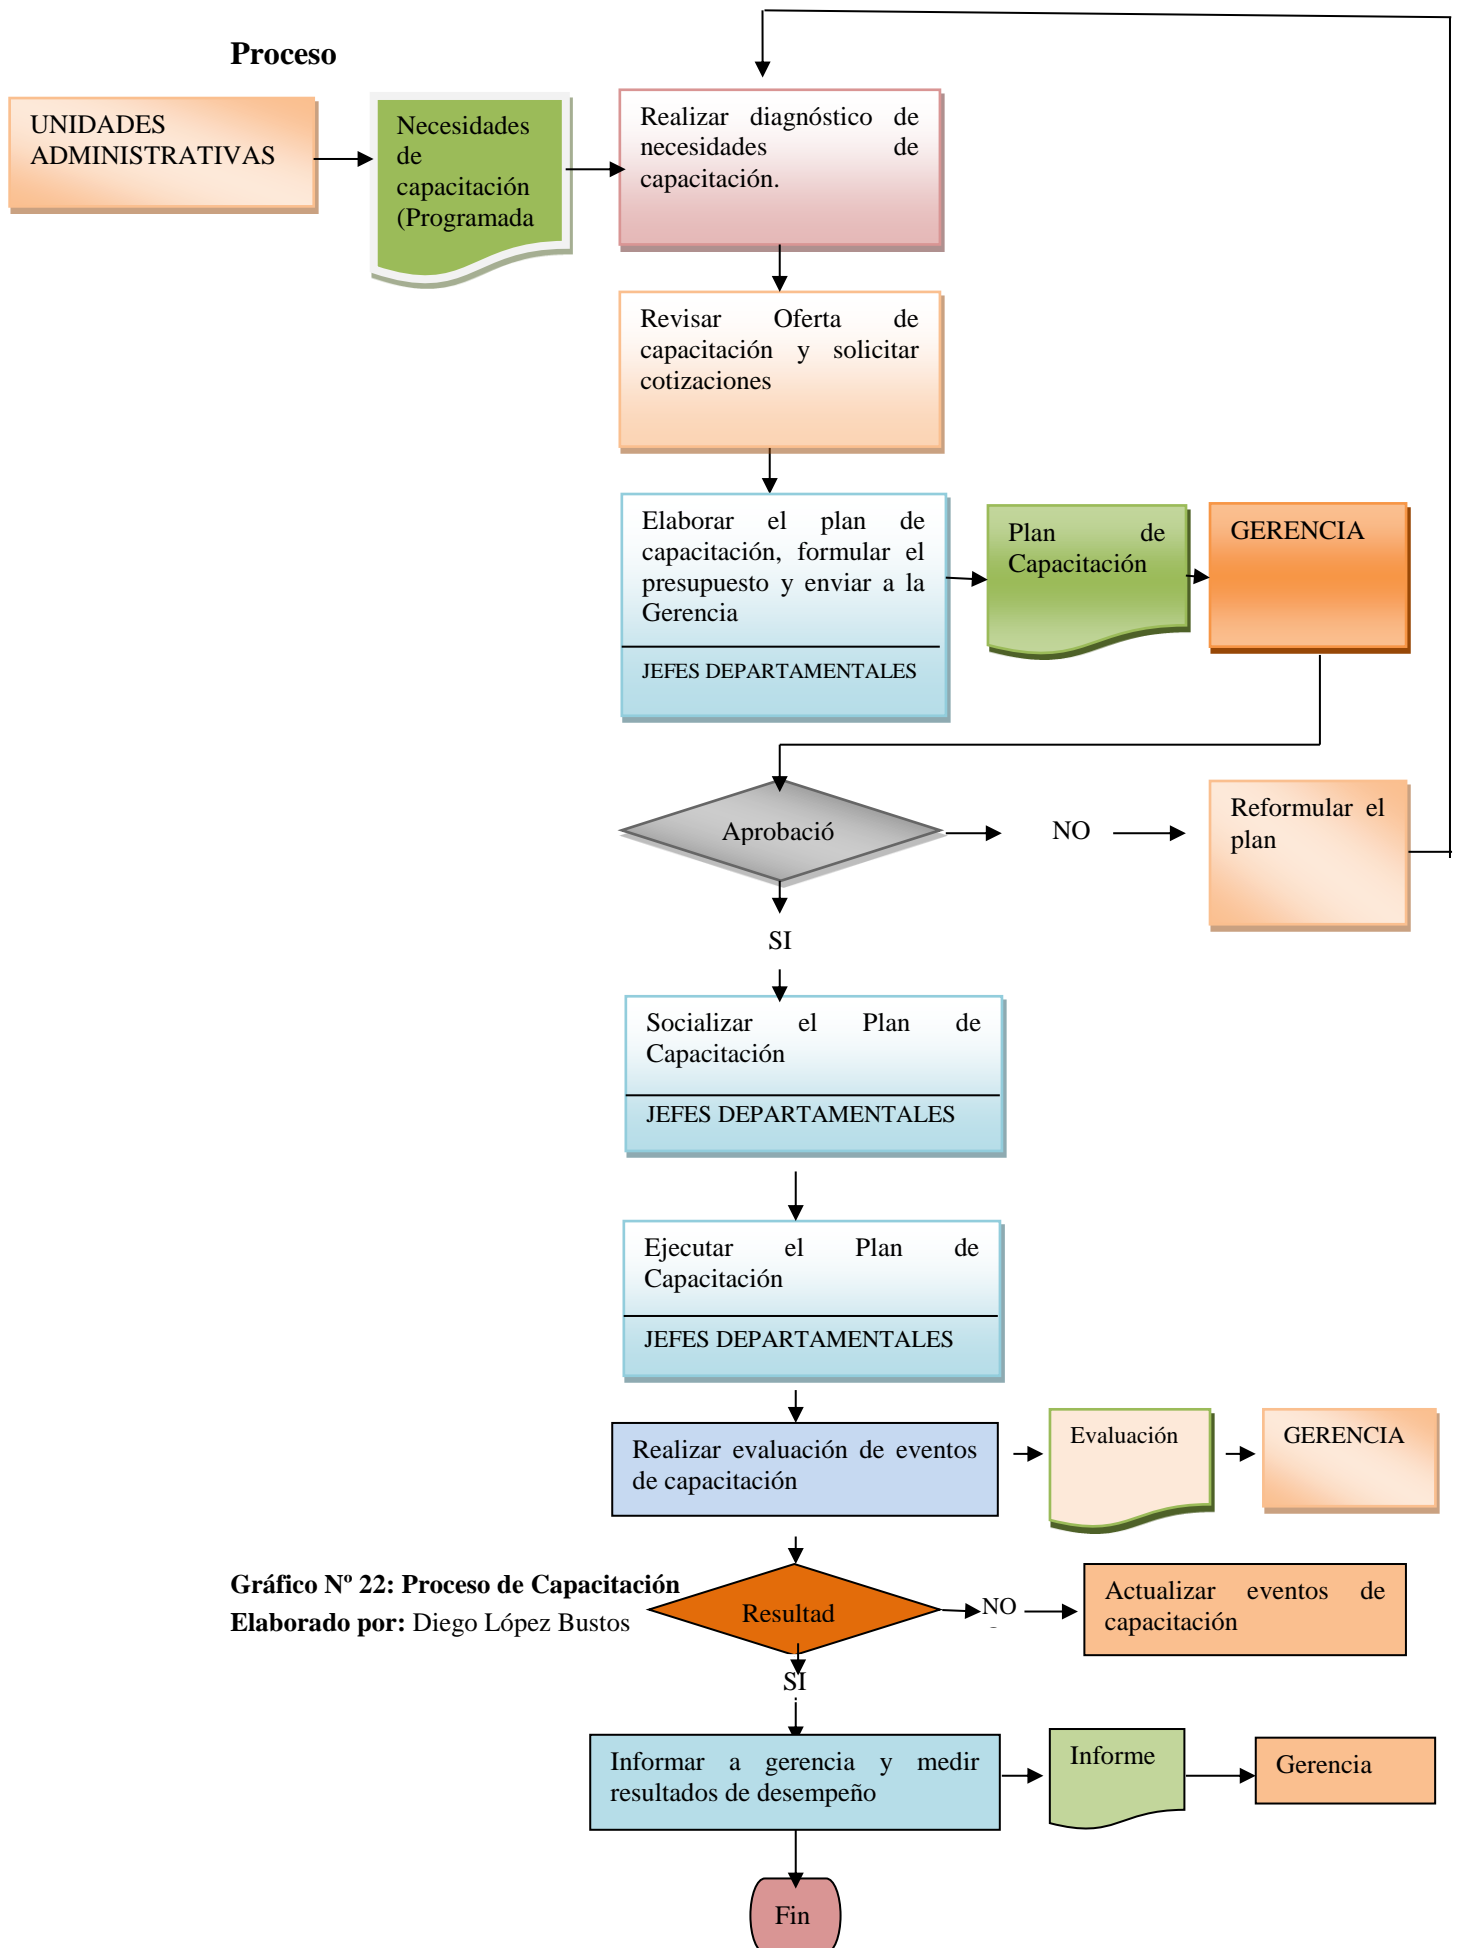 Proceso
UNIDADES
ADMINISTRATIVAS
Necesidades
de
capacitación
(Programada
Realizar diagnóstico de
necesidades de
capacitación.
Revisar Oferta de
capacitación y solicitar
cotizaciones
Elaborar el plan de
capacitación, formular el
presupuesto y enviar a la
Gerencia
JEFES DEPARTAMENTALES
Plan de
Capacitación
GERENCIA
Aprobació
NO
Reformular el
plan
SI
Socializar el Plan de
Capacitación
JEFES DEPARTAMENTALES
Ejecutar el Plan de
Capacitación
JEFES DEPARTAMENTALES
Realizar evaluación de eventos
de capacitación
Evaluación
GERENCIA
Gráfico Nº 22: Proceso de Capacitación
Elaborado por: Diego López Bustos
Resultad
NO
Actualizar eventos de
capacitación
SI
Informar a gerencia y medir
resultados de desempeño
Informe
Gerencia
Fin